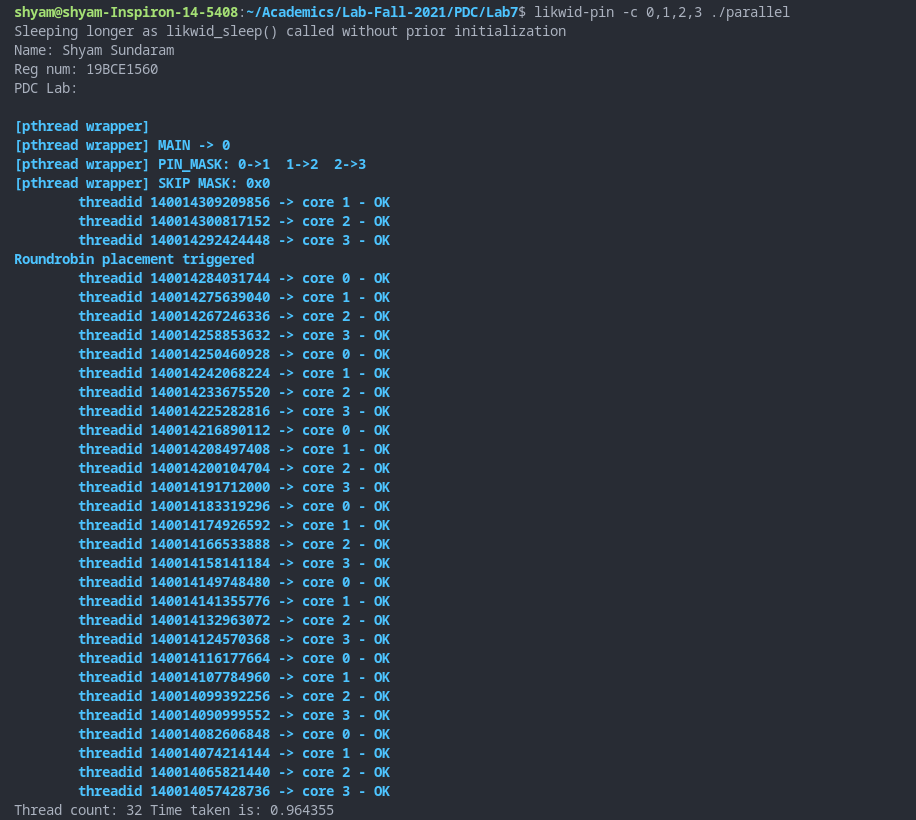 shyam@shyam-Inspiron-14-5408:~/Academics/Lab-Fall-2021/PDC/Lab7$ likwid-pin -c 0,1,2,3 ./parallel
Sleeping longer as likwid_sleep() called without prior initialization
Name: Shyam Sundaram
Reg num: 19BCE1560
PDC Lab:
[pthread wrapper]
[pthread wrapper] MAIN -> 0
[pthread wrapper] PIN_MASK: 0->1  1->2  2->3
[pthread wrapper] SKIP MASK: 0x0
threadid 140014309209856 -> core 1 - OK
threadid 140014300817152 -> core 2 - OK
threadid 140014292424448 -> core 3 - OK
Roundrobin placement triggered
threadid 140014284031744 -> core 0 - OK
threadid 140014275639040 -> core 1 - OK
threadid 140014267246336 -> core 2 - OK
threadid 140014258853632 -> core 3 - OK
threadid 140014250460928 -> core 0 - OK
threadid 140014242068224 -> core 1 - OK
threadid 140014233675520 -> core 2 - OK
threadid 140014225282816 -> core 3 - OK
threadid 140014216890112 -> core 0 - OK
threadid 140014208497408 -> core 1 - OK
threadid 140014200104704 -> core 2 - OK
threadid 140014191712000 -> core 3 - OK
threadid 140014183319296 -> core 0 - OK
threadid 140014174926592 -> core 1 - OK
threadid 140014166533888 -> core 2 - OK
threadid 140014158141184 -> core 3 - OK
threadid 140014149748480 -> core 0 - OK
threadid 140014141355776 -> core 1 - OK
threadid 140014132963072 -> core 2 - OK
threadid 140014124570368 -> core 3 - OK
threadid 140014116177664 -> core 0 - OK
threadid 140014107784960 -> core 1 - OK
threadid 140014099392256 -> core 2 - OK
threadid 140014090999552 -> core 3 - OK
threadid 140014082606848 -> core 0 - OK
threadid 140014074214144 -> core 1 - OK
threadid 140014065821440 -> core 2 - OK
threadid 140014057428736 -> core 3 - OK
Thread count: 32 Time taken is: 0.964355